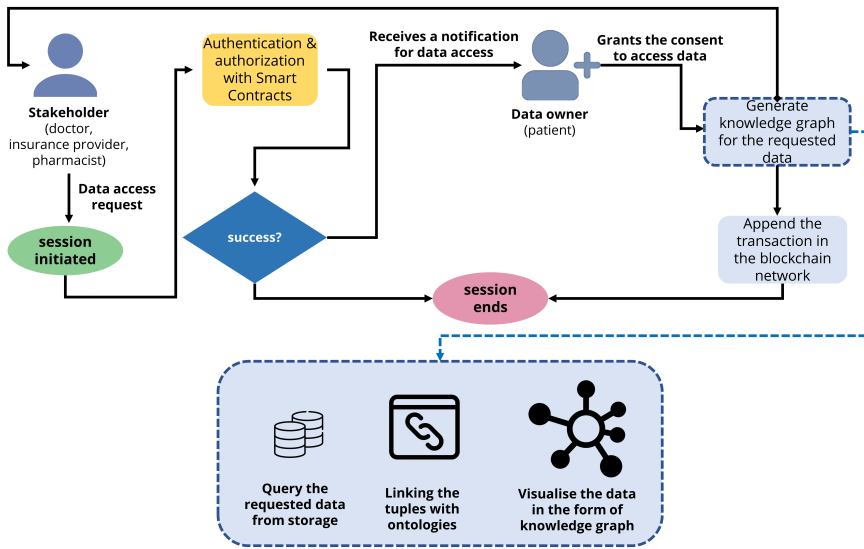 Stakeholder
(doctor,
insurance provider,
pharmacist)
Data access
request
session
initiated
Authentication &
authorization
with Smart
Contracts
success?
Receives a notification
for data access
Data owner
(patient)
Grants the consent
to access data
Generate
knowledge graph
for the requested
data
Append the
transaction in
the blockchain
network
session
ends
Query the
requested data
from storage
Linking the
tuples with
ontologies
Visualise the data
in the form of
knowledge graph